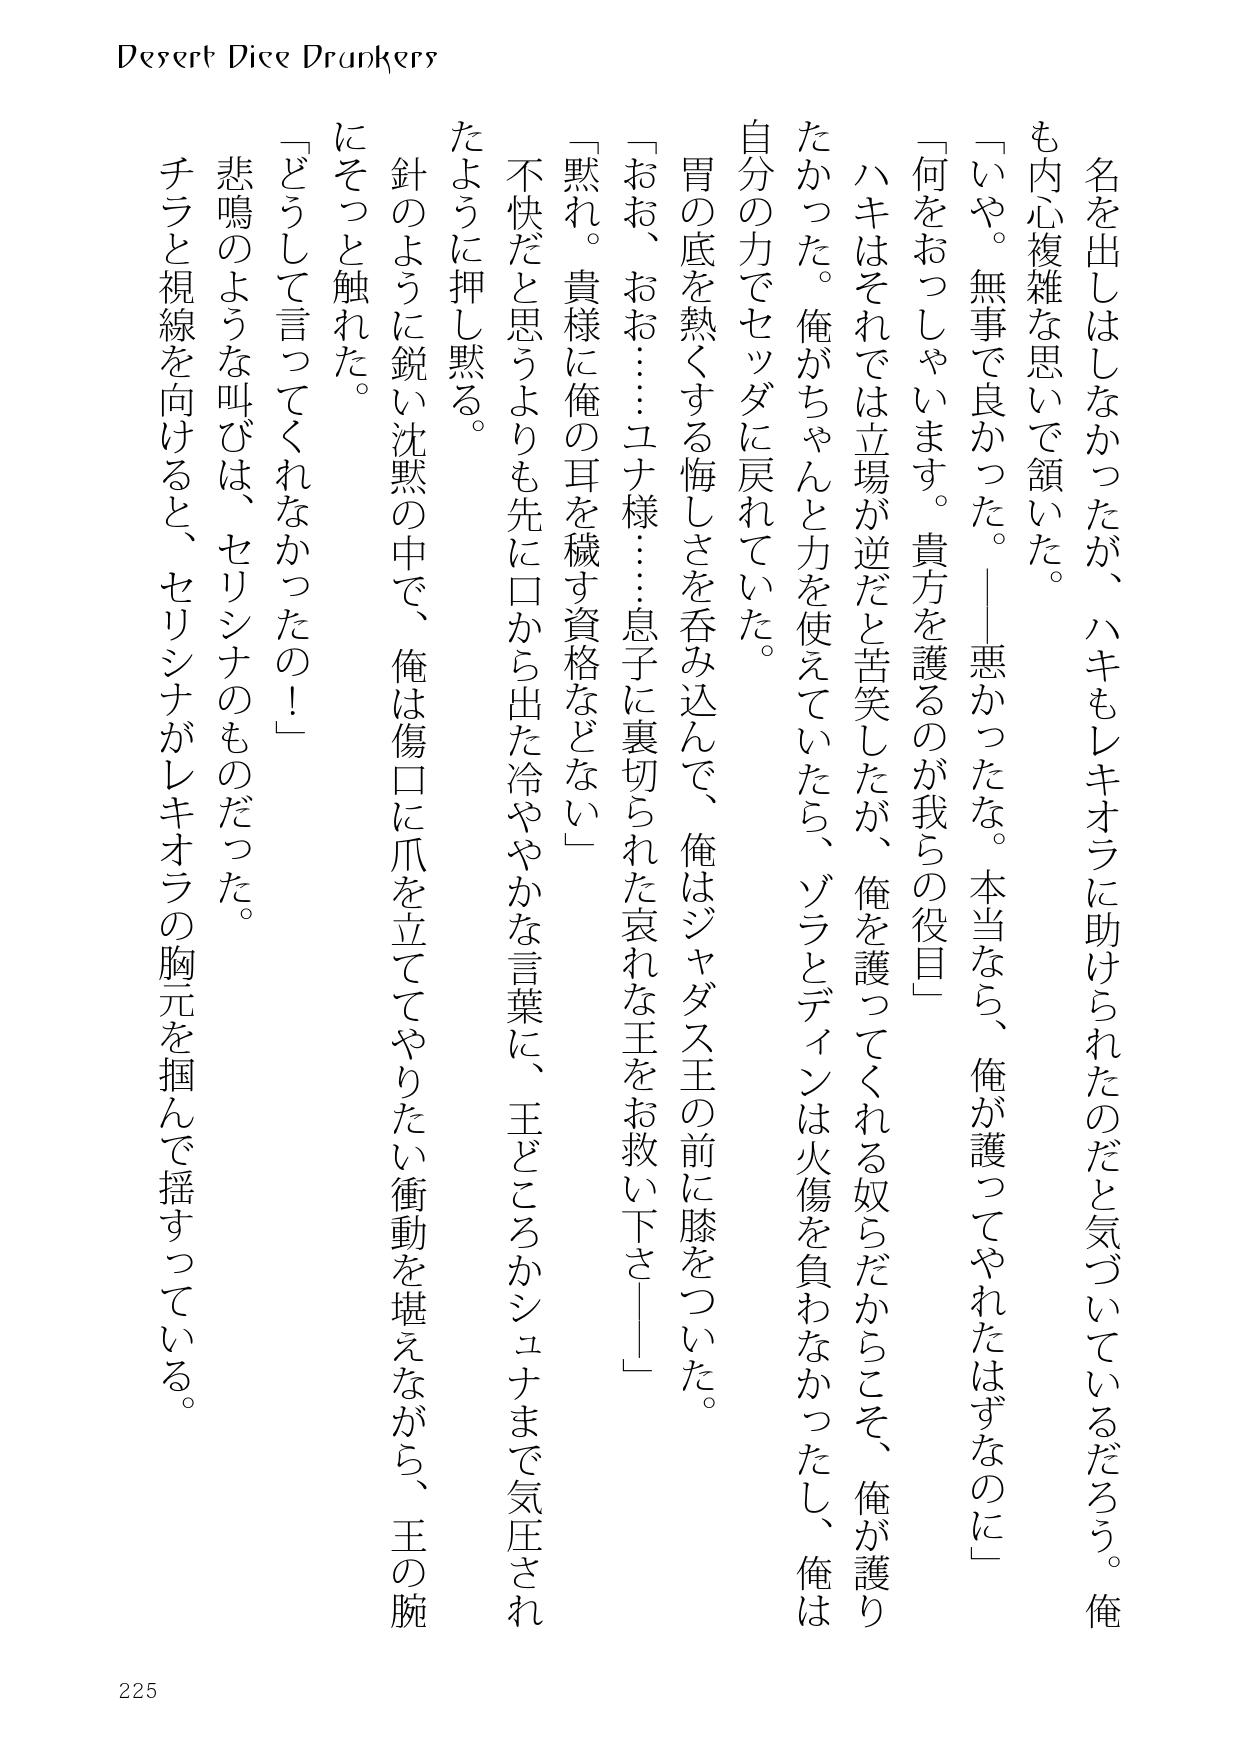 Desert Dice Drunkers
　名を出しはしなかったが、ハキもレキオラに助けられたのだと気づいているだろう。俺
も内心複雑な思いで頷いた。
「いや。無事で良かった。――悪かったな。本当なら、俺が護ってやれたはずなのに」
「何をおっしゃいます。貴方を護るのが我らの役目」
　ハキはそれでは立場が逆だと苦笑したが、俺を護ってくれる奴らだからこそ、俺が護り
たかった。俺がちゃんと力を使えていたら、ゾラとディンは火傷を負わなかったし、俺は
自分の力でセッダに戻れていた。
　胃の底を熱くする悔しさを呑み込んで、俺はジャダス王の前に膝をついた。
「おお、おお……ユナ様……息子に裏切られた哀れな王をお救い下さ――」
「黙れ。貴様に俺の耳を穢す資格などない」
　不快だと思うよりも先に口から出た冷ややかな言葉に、王どころかシュナまで気圧され
たように押し黙る。
　針のように鋭い沈黙の中で、俺は傷口に爪を立ててやりたい衝動を堪えながら、王の腕
にそっと触れた。
「どうして言ってくれなかったの！」
　悲鳴のような叫びは、セリシナのものだった。
　チラと視線を向けると、セリシナがレキオラの胸元を掴んで揺すっている。
225